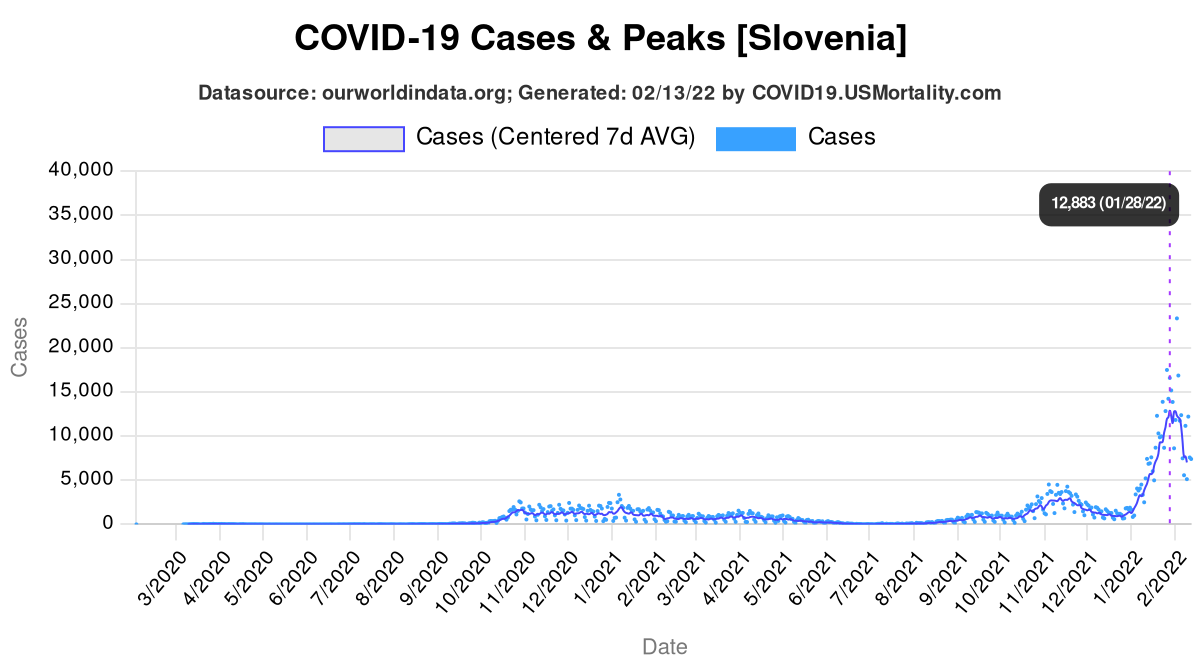 COVID-19 Cases & Peaks [Slovenia]
Datasource: ourworldindata.org; Generated: 02/13/22 by COVID19.USMortality.com
Cases (Centered 7d AVG) Cases
40,000
35,000
12,883 (01/28/22)
30,000
25,000
20,000
15,000
10,000
5,000
0
Cases
3/2020 4/2020 5/2020 6/2020 7/2020 8/2020 9/2020 10/2020 11/2020 12/2020 1/2021 2/2021 3/2021 4/2021 5/2021 6/2021 7/2021 8/2021 9/2021 10/2021 11/2021 12/2021 1/2022 2/2022
Date